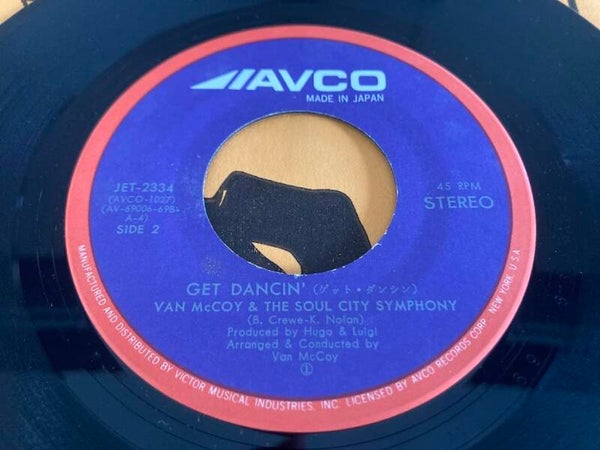 AVCO
MADE IN JAPAN
JET-2334
(AVCO-1027)
(AV-69006-69B-
A-4)
SIDE 2
45 RPM
STEREO
GET DANCIN' (ゲット・ダンシン)
VAN McCOY & THE SOUL CITY SYMPHONY
(B. Crewe-K. Nolan)
Produced by Hugo & Luigi
Arranged & Conducted by
Van McCoy
①
MANUFACTURED AND DISTRIBUTED BY VICTOR MUSICAL INDUSTRIES, INC. LICENSED BY AVCO RECORDS CORP. NEW YORK, U.S.A.